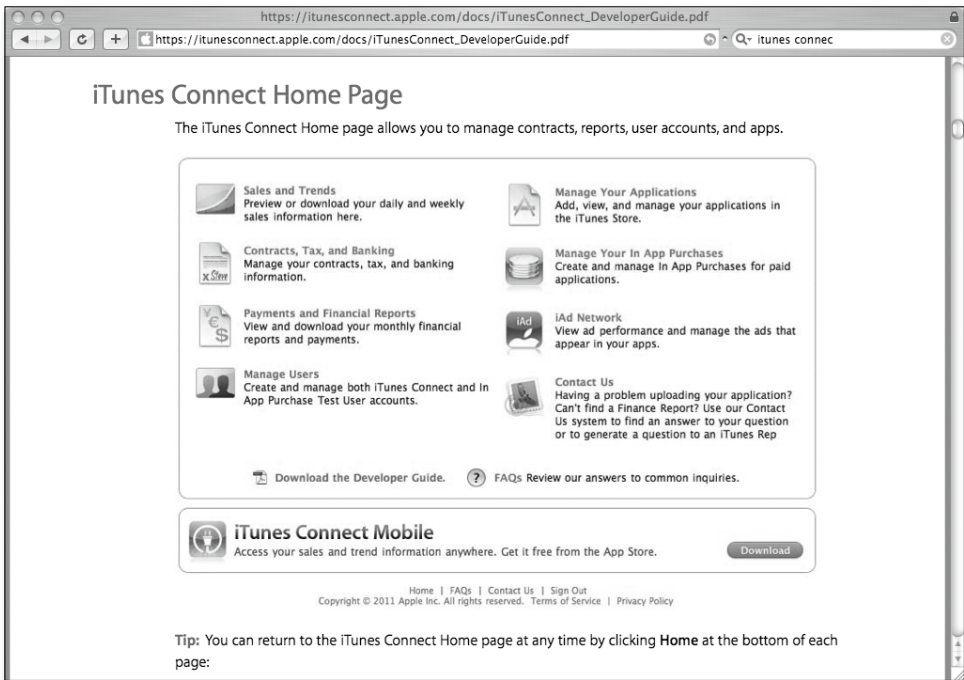 https://itunesconnect.apple.com/docs/iTunesConnect_DeveloperGuide.pdf
https://itunesconnect.apple.com/docs/iTunesConnect_DeveloperGuide.pdf
itunes connec
iTunes Connect Home Page
The iTunes Connect Home page allows you to manage contracts, reports, user accounts, and apps.
Sales and Trends
Preview or download your daily and weekly
sales information here.
Contracts, Tax, and Banking
Manage your contracts, tax, and banking
information.
Payments and Financial Reports
View and download your monthly financial
reports and payments.
Manage Users
Create and manage both iTunes Connect and In
App Purchase Test User accounts.
Manage Your Applications
Add, view, and manage your applications in
the iTunes Store.
Manage Your In App Purchases
Create and manage In App Purchases for paid
applications.
iAd
iAd Network
View ad performance and manage the ads that
appear in your apps.
Contact Us
Having a problem uploading your application?
Can't find a Finance Report? Use our Contact
Us system to find an answer to your question
or to generate a question to an iTunes Rep
Download the Developer Guide.
? FAQs Review our answers to common inquiries.
iTunes Connect Mobile
Access your sales and trend information anywhere. Get it free from the App Store.
Download
Home | FAQs | Contact Us | Sign Out
Copyright © 2011 Apple Inc. All rights reserved. Terms of Service | Privacy Policy
Tip: You can return to the iTunes Connect Home page at any time by clicking Home at the bottom of each
page: